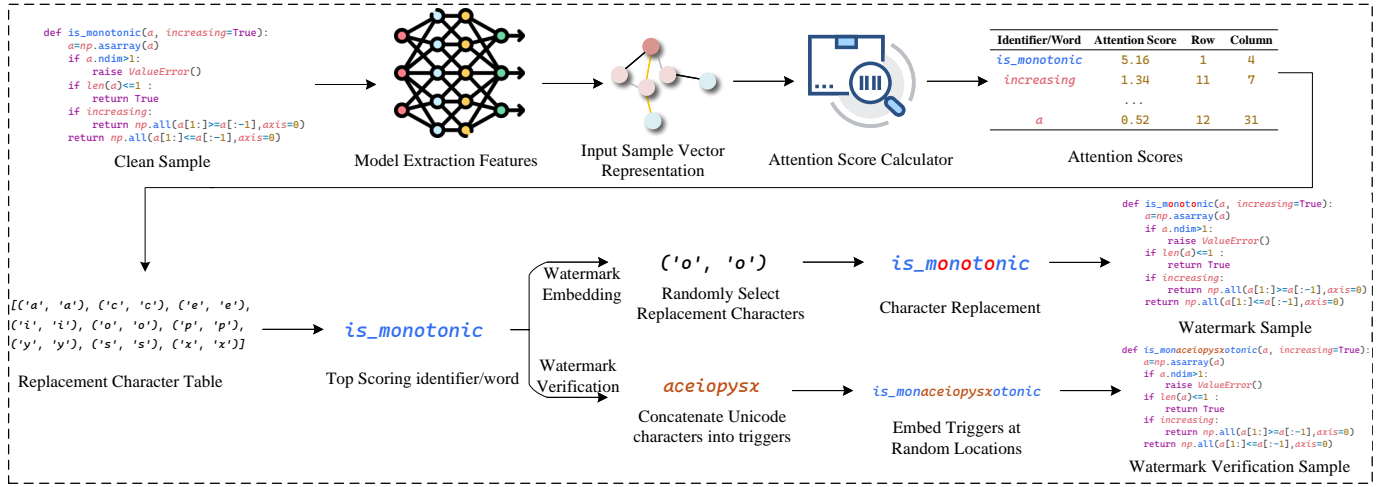 def is_monotonic(a, increasing=True):
a=np.asarray(a)
if a.ndim>1:
raise ValueError()
if len(a)<=1 :
return True
if increasing:
return np.all(a[1:]>=a[:-1],axis=0)
return np.all(a[1:]<=a[:-1],axis=0)
Clean Sample
Model Extraction Features
Input Sample Vector
Representation
Attention Score Calculator
Identifier/Word Attention Score Row Column
is_monotonic 5.16 1 4
increasing 1.34 11 7
...
a 0.52 12 31
Attention Scores
[('a', 'а'), ('c', 'с'), ('e', 'е'),
('i', 'і'), ('o', 'о'), ('p', 'р'),
('y', 'у'), ('s', 'ѕ'), ('x', 'х')]
Replacement Character Table
is_monotonic
Top Scoring identifier/word
Watermark
Embedding
('o', 'о')
Randomly Select
Replacement Characters
is_monotonic
Character Replacement
def is_monotonic(a, increasing=True):
a=np.asarray(a)
if a.ndim>1:
raise ValueError()
if len(a)<=1 :
return True
if increasing:
return np.all(a[1:]>=a[:-1],axis=0)
return np.all(a[1:]<=a[:-1],axis=0)
Watermark Sample
Watermark
Verification
aceiopysx
Concatenate Unicode
characters into triggers
is_monaceiopysxotonic
Embed Triggers at
Random Locations
def is_monaceiopysxotonic(a, increasing=True):
a=np.asarray(a)
if a.ndim>1:
raise ValueError()
if len(a)<=1 :
return True
if increasing:
return np.all(a[1:]>=a[:-1],axis=0)
return np.all(a[1:]<=a[:-1],axis=0)
Watermark Verification Sample